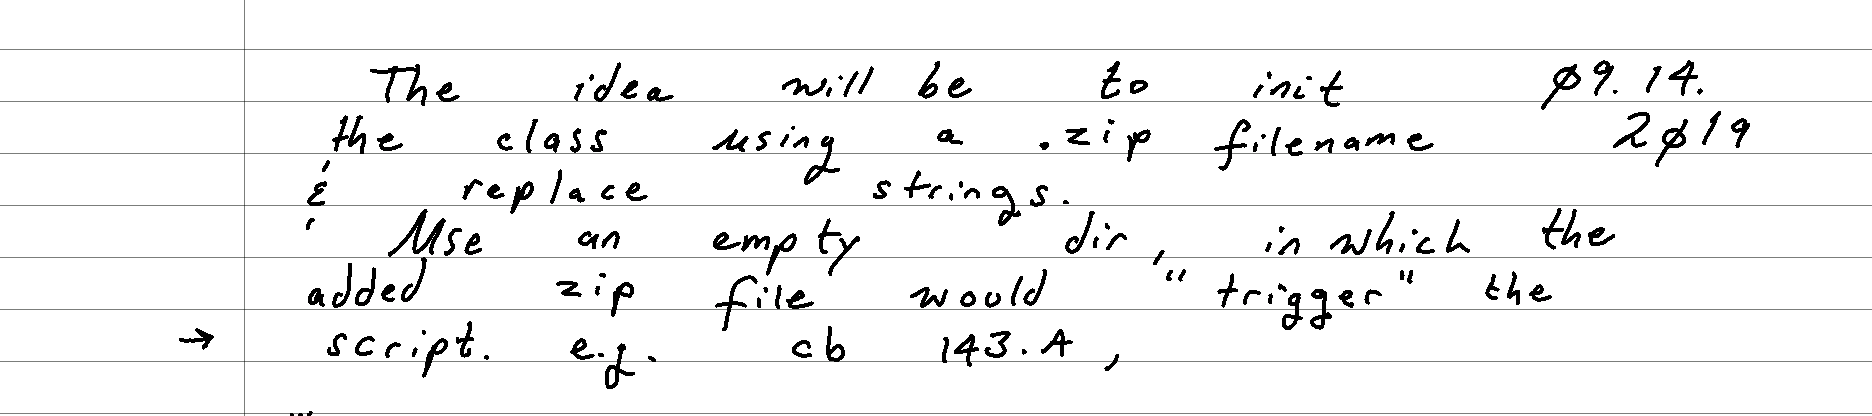 The idea will be to init ø9.14.
the class using a .zip filename 2ø19
& replace strings.
Use an empty dir, in which the
added zip file would "trigger" the
→ script. e.g. cb 143.A,